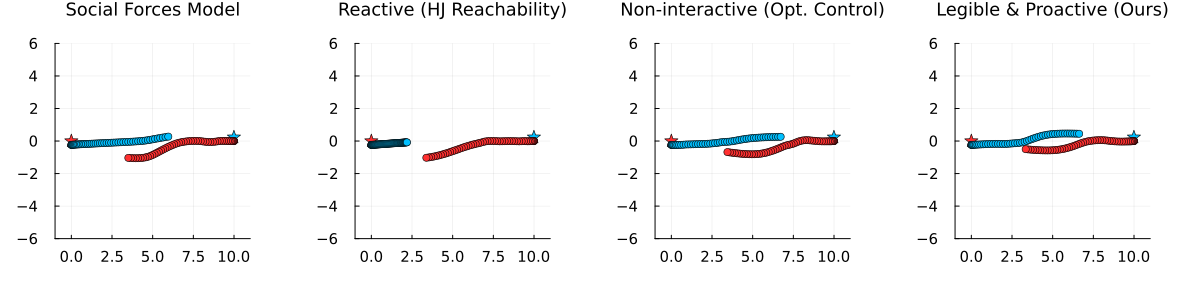 Social Forces Model
Reactive (HJ Reachability)
Non-interactive (Opt. Control)
Legible & Proactive (Ours)
6 6 6 6
4 4 4 4
2 2 2 2
0 0 0 0
−2 −2 −2 −2
−4 −4 −4 −4
−6 −6 −6 −6
0.0 2.5 5.0 7.5 10.0 0.0 2.5 5.0 7.5 10.0 0.0 2.5 5.0 7.5 10.0 0.0 2.5 5.0 7.5 10.0